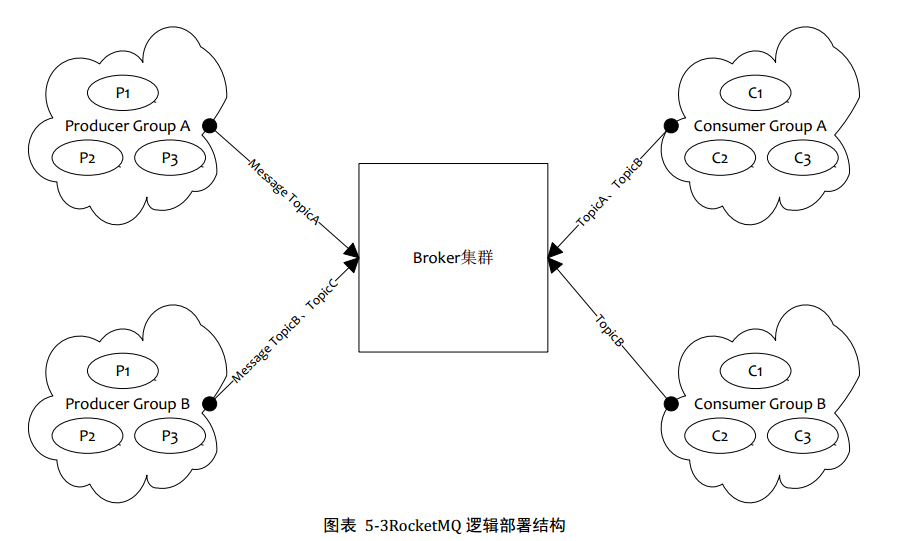 P1
Producer Group A
P2
P3
Message TopicA
C1
Consumer Group A
C2
C3
TopicA、TopicB
Broker集群
P1
Producer Group B
P2
P3
Message TopicB、TopicC
C1
Consumer Group B
C2
C3
TopicB
图表 5-3RocketMQ 逻辑部署结构